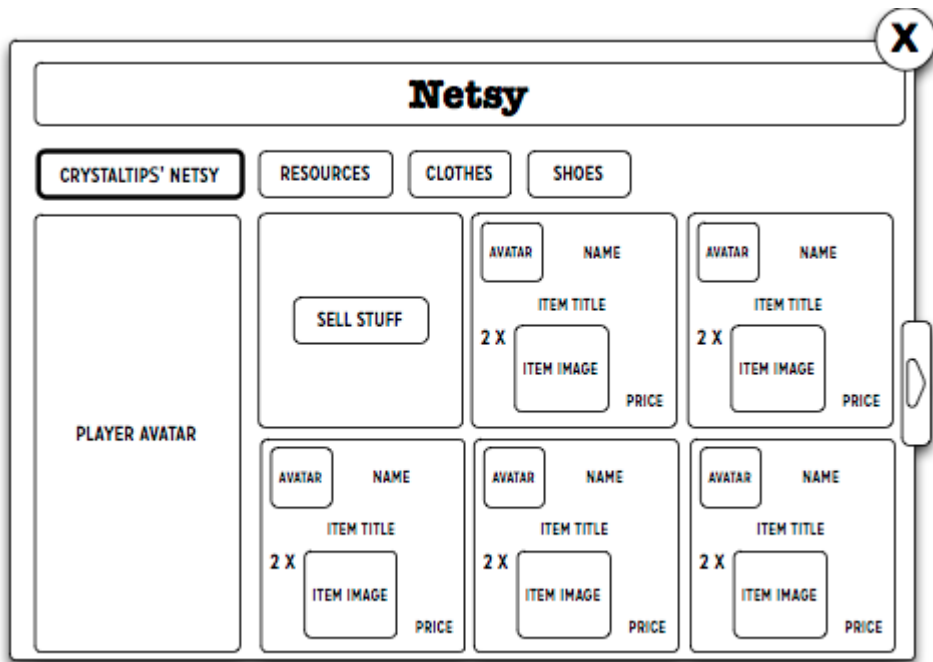 X
Netsy
CRYSTALTIPS' NETSY
RESOURCES
CLOTHES
SHOES
PLAYER AVATAR
SELL STUFF
AVATAR
NAME
ITEM TITLE
2 X
ITEM IMAGE
PRICE
AVATAR
NAME
ITEM TITLE
2 X
ITEM IMAGE
PRICE
AVATAR
NAME
ITEM TITLE
2 X
ITEM IMAGE
PRICE
AVATAR
NAME
ITEM TITLE
2 X
ITEM IMAGE
PRICE
AVATAR
NAME
ITEM TITLE
2 X
ITEM IMAGE
PRICE